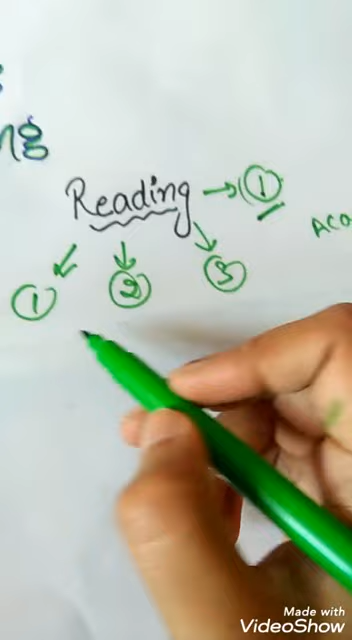 ng
Reading → ①
ACO
① ② ③
Made with
VideoShow